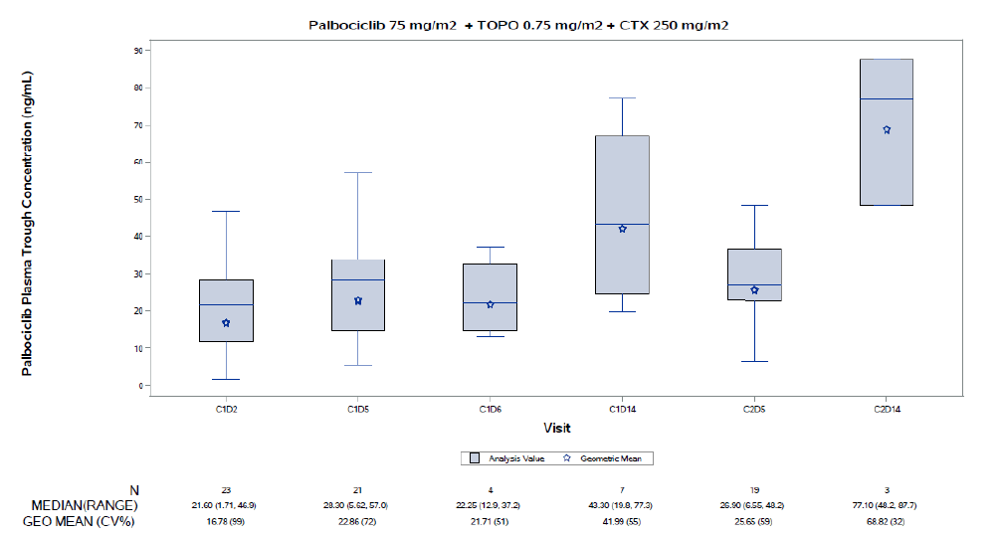 Palbociclib 75 mg/m2 + TOPO 0.75 mg/m2 + CTX 250 mg/m2
Palbociclib Plasma Trough Concentration (ng/mL)
90
80
70
60
50
40
30
20
10
0
C1D2 C1D5 C1D6 C1D14 C2D5 C2D14
Visit
Analysis Value Geometric Mean
N 23 21 4 7 19 3
MEDIAN(RANGE) 21.60 (1.71, 46.9) 28.30 (5.62, 57.0) 22.25 (12.9, 37.2) 43.30 (19.8, 77.3) 26.90 (6.55, 48.2) 77.10 (48.2, 87.7)
GEO MEAN (CV%) 16.78 (99) 22.86 (72) 21.71 (51) 41.99 (55) 25.65 (59) 68.82 (32)